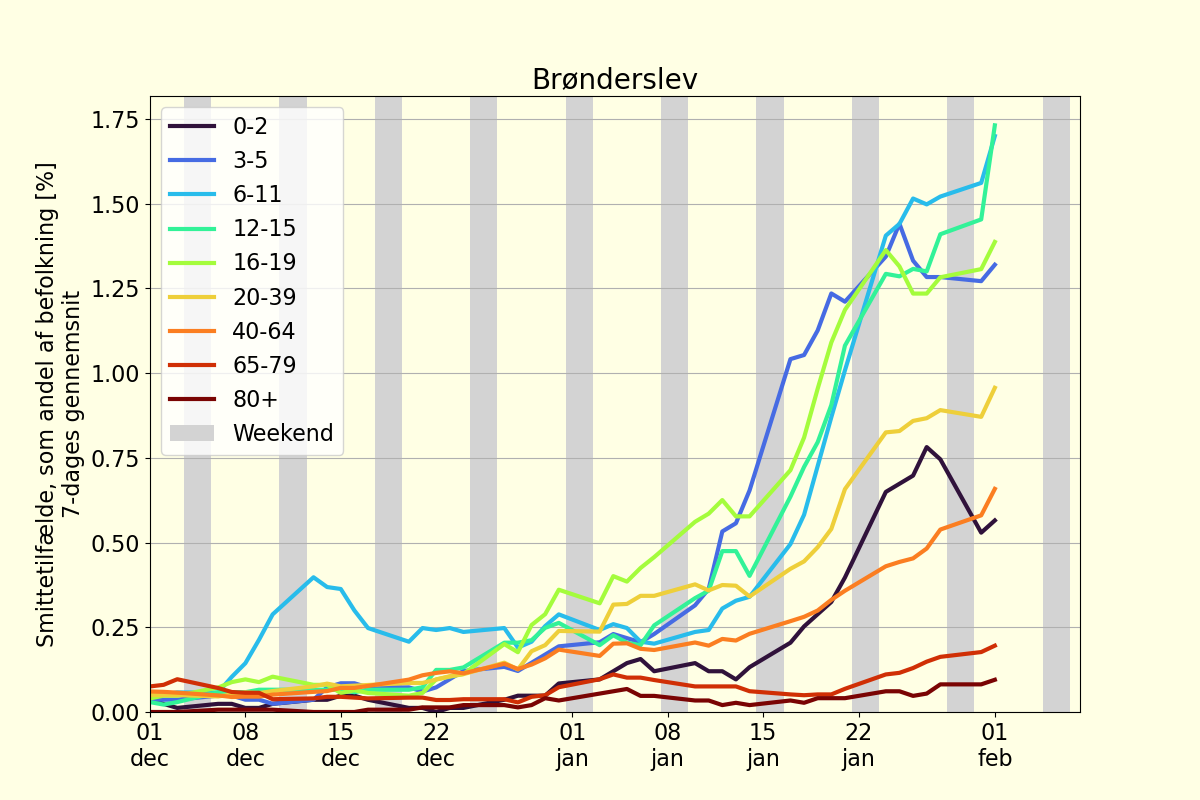 Brønderslev
Smittetilfælde, som andel af befolkning [%]
7-dages gennemsnit
1.75
1.50
1.25
1.00
0.75
0.50
0.25
0.00
0-2
3-5
6-11
12-15
16-19
20-39
40-64
65-79
80+
Weekend
01 08 15 22 01 08 15 22 01
dec dec dec dec jan jan jan jan feb